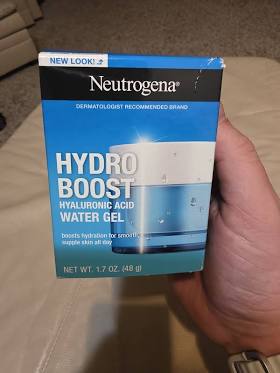 NEW LOOK!
Neutrogena®
DERMATOLOGIST RECOMMENDED BRAND
HYDRO
BOOST
HYALURONIC ACID
WATER GEL
boosts hydration for smooth,
supple skin all day
NET WT. 1.7 OZ. (48 g)